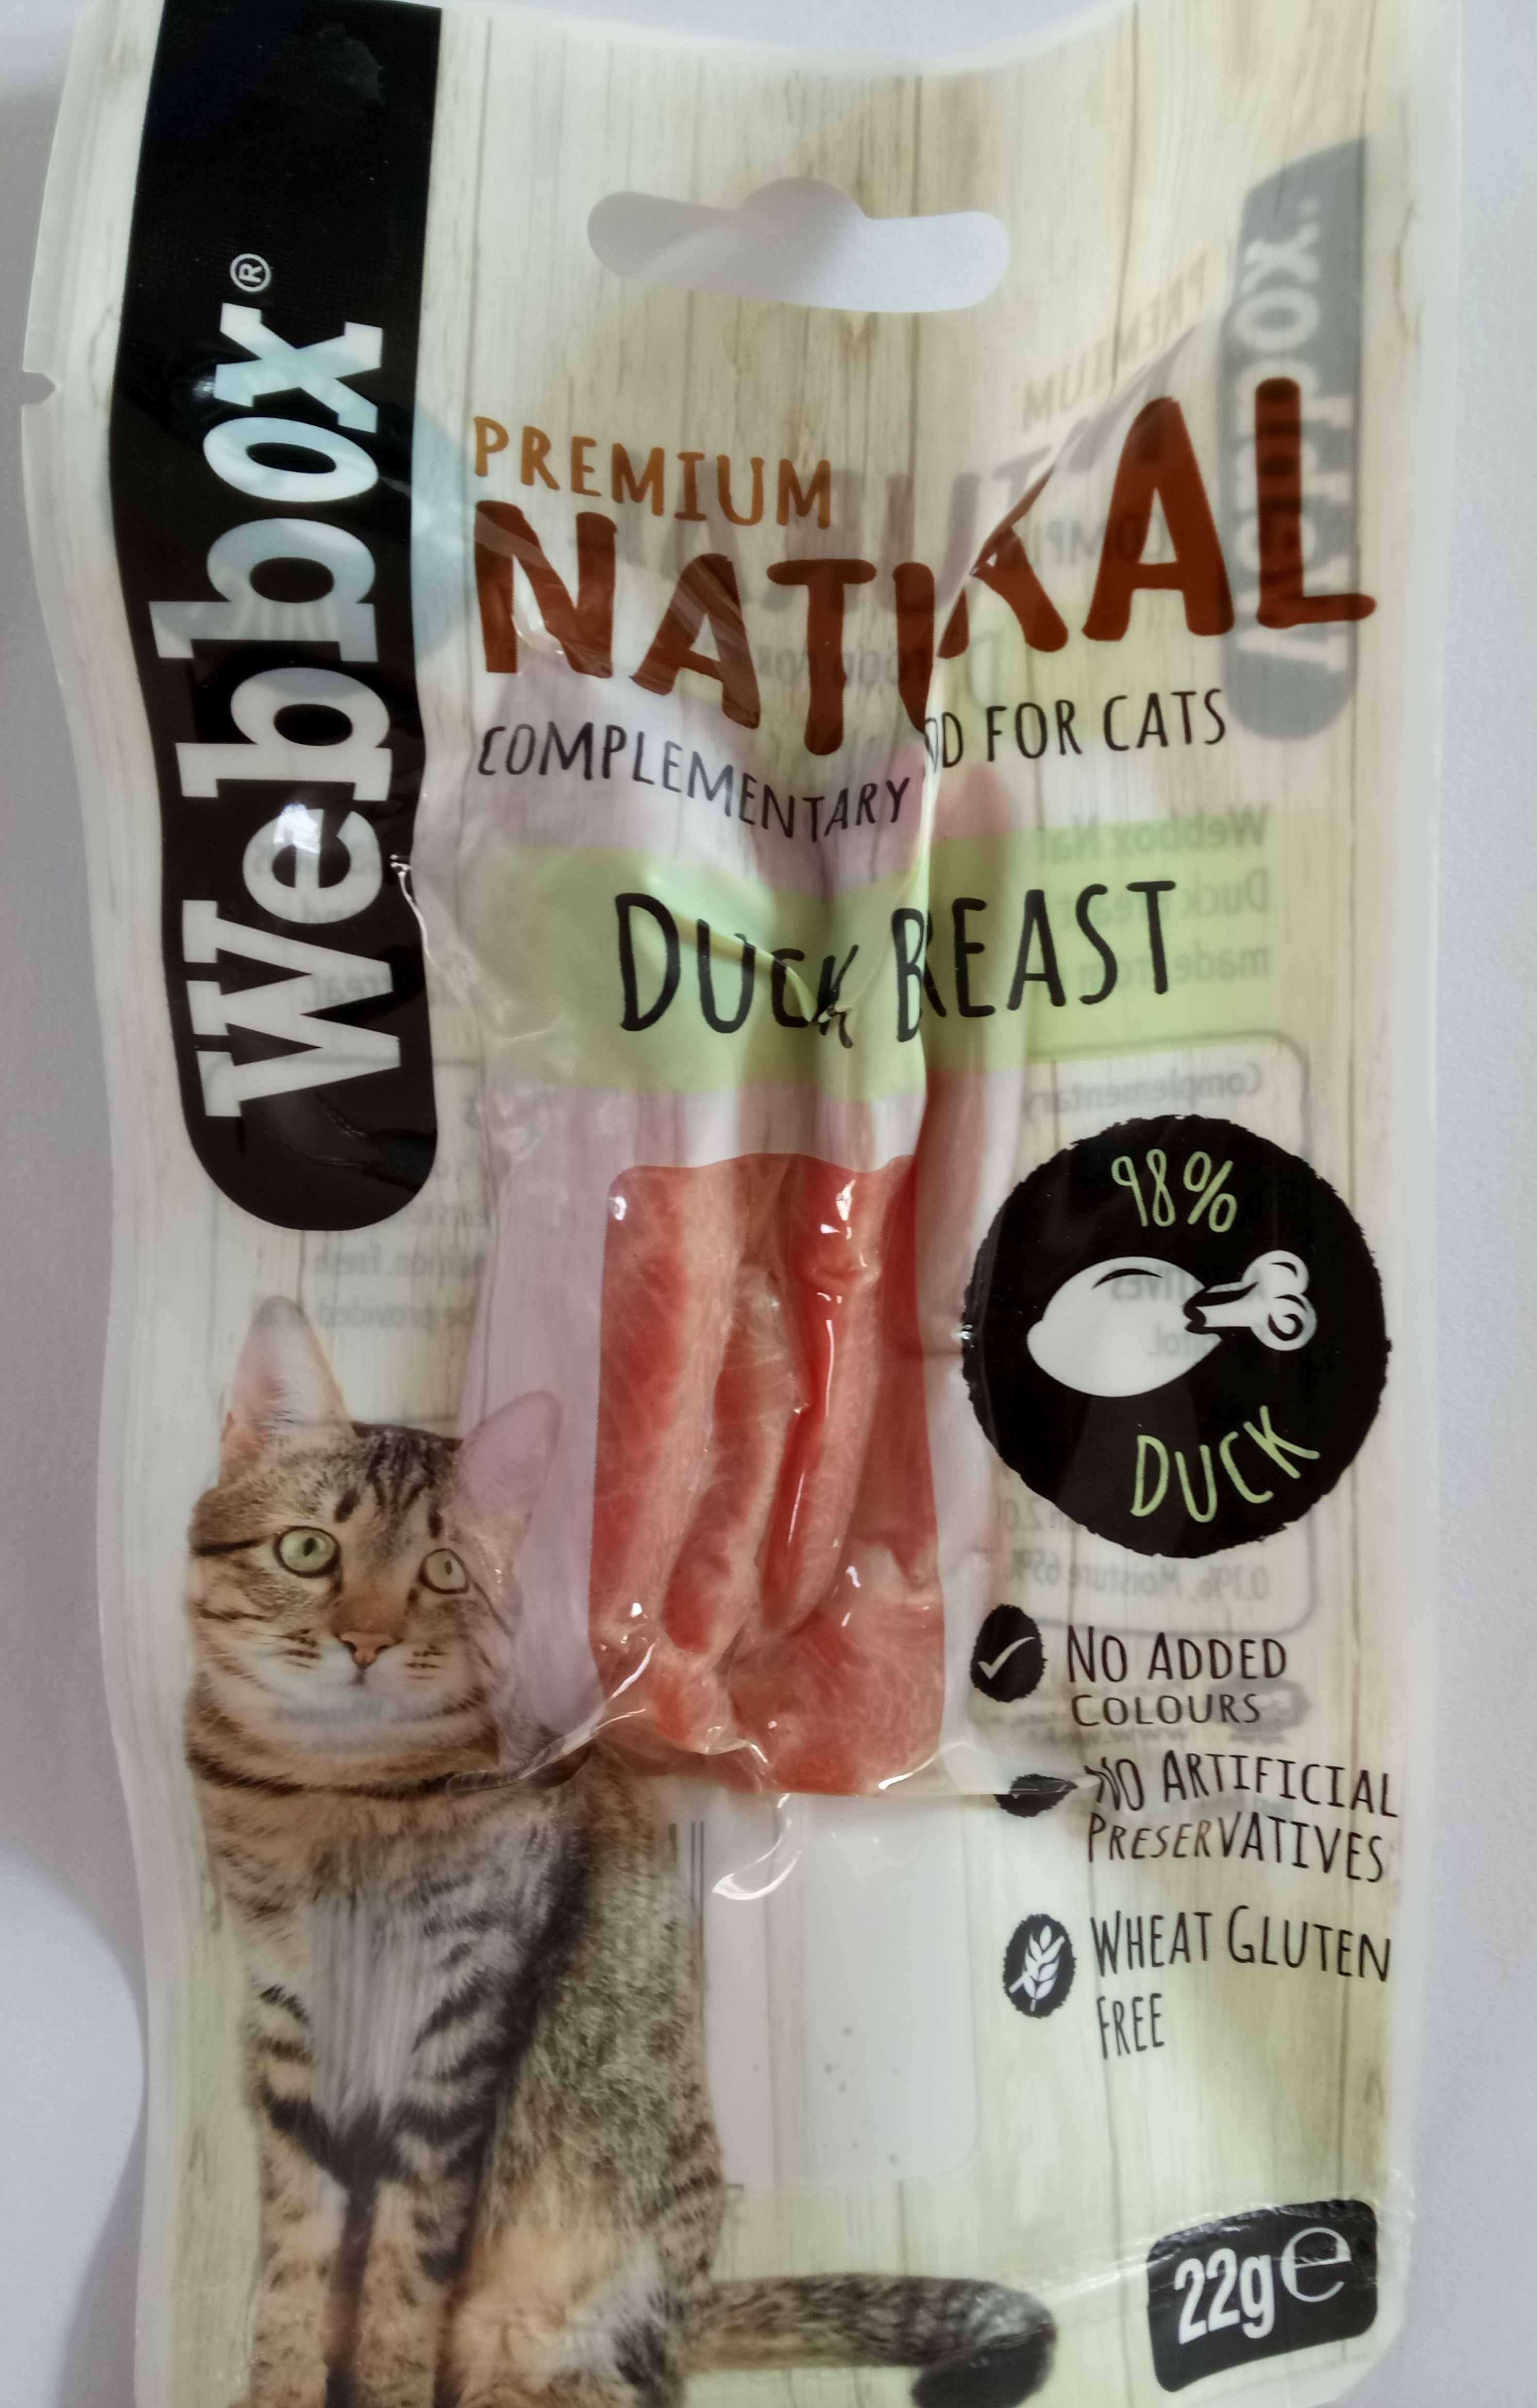 Webbox®
PREMIUM
NATURAL
COMPLEMENTARY OD FOR CATS
DUCK BREAST
98%
DUCK
NO ADDED
COLOURS
NO ARTIFICIAL
PRESERVATIVES
WHEAT GLUTEN
FREE
22g℮